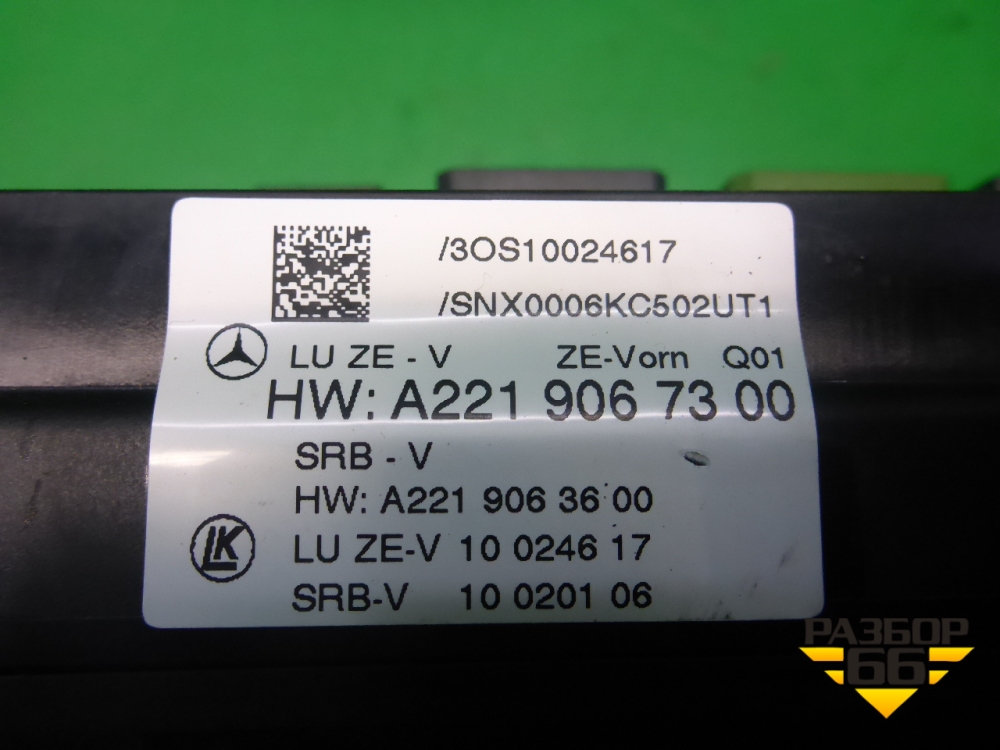 /3OS10024617
/SNX0006KC502UT1
LU ZE - V ZE-Vorn Q01
HW: A221 906 73 00
SRB - V
HW: A221 906 36 00
LU ZE-V 10 0246 17
SRB-V 10 0201 06
LK
РАЗБОР
66